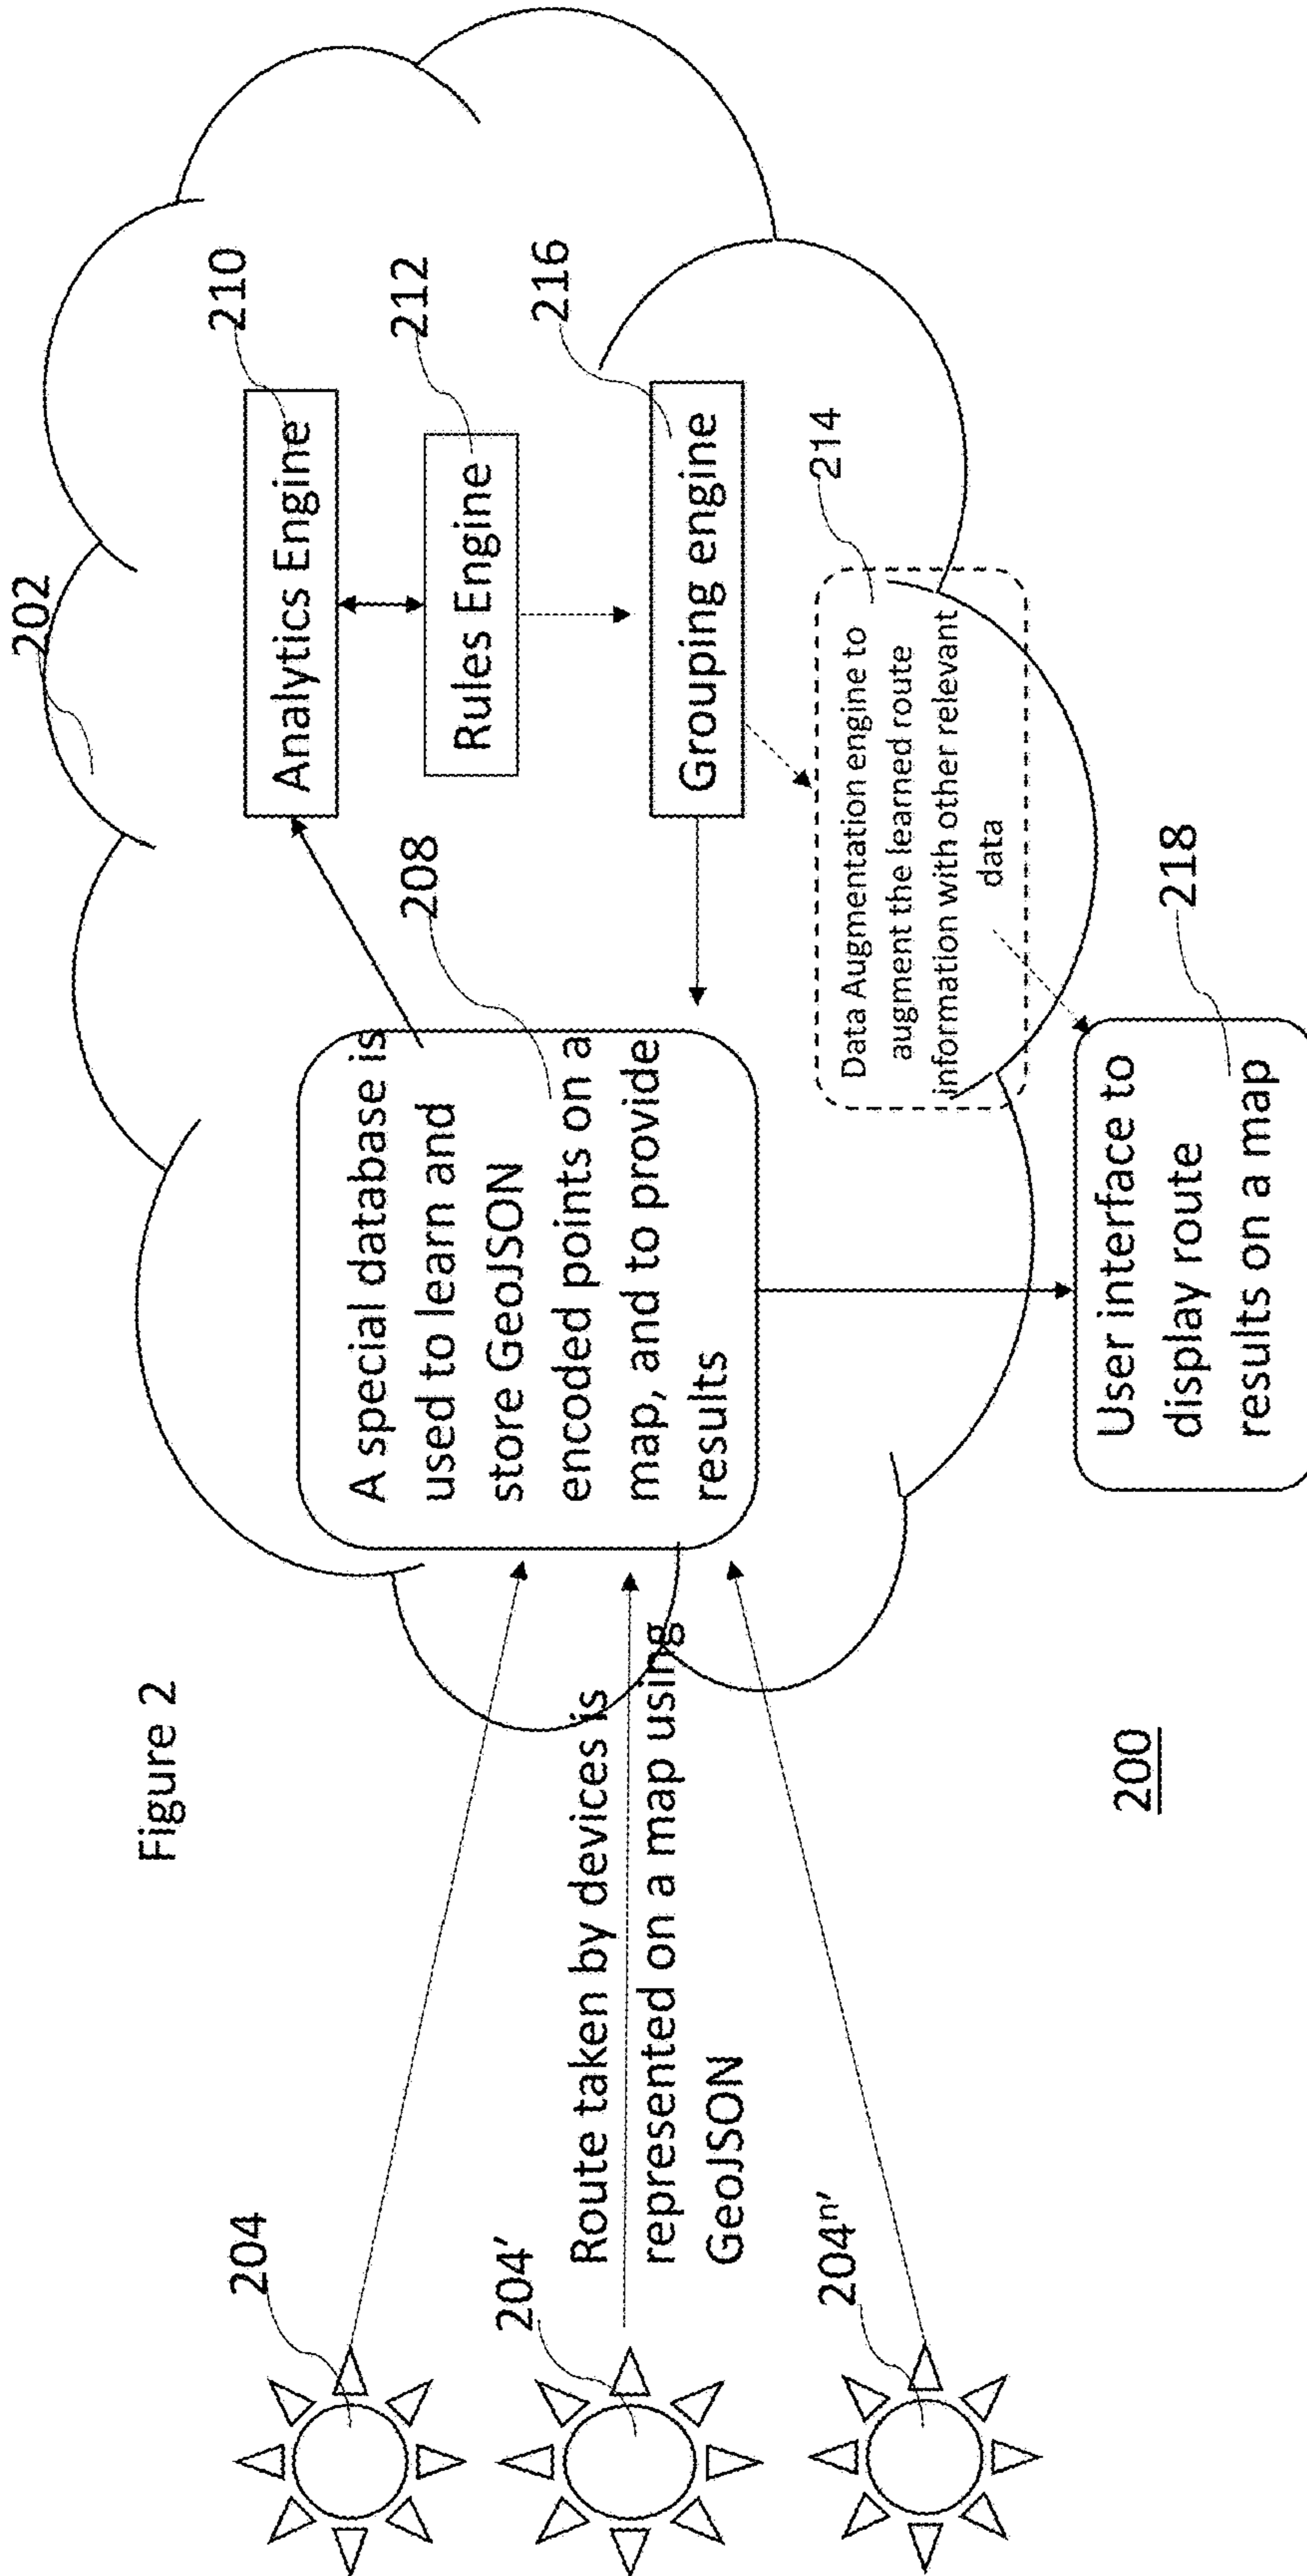 Figure 2
202
204
204′
204ⁿ′
Route taken by devices is
represented on a map using
GeoJSON
A special database is
used to learn and
store GeoJSON
encoded points on a
map, and to provide
results
208
Analytics Engine
210
Rules Engine
212
Grouping engine
216
Data Augmentation engine to
augment the learned route
information with other relevant
data
214
User interface to
display route
results on a map
218
200